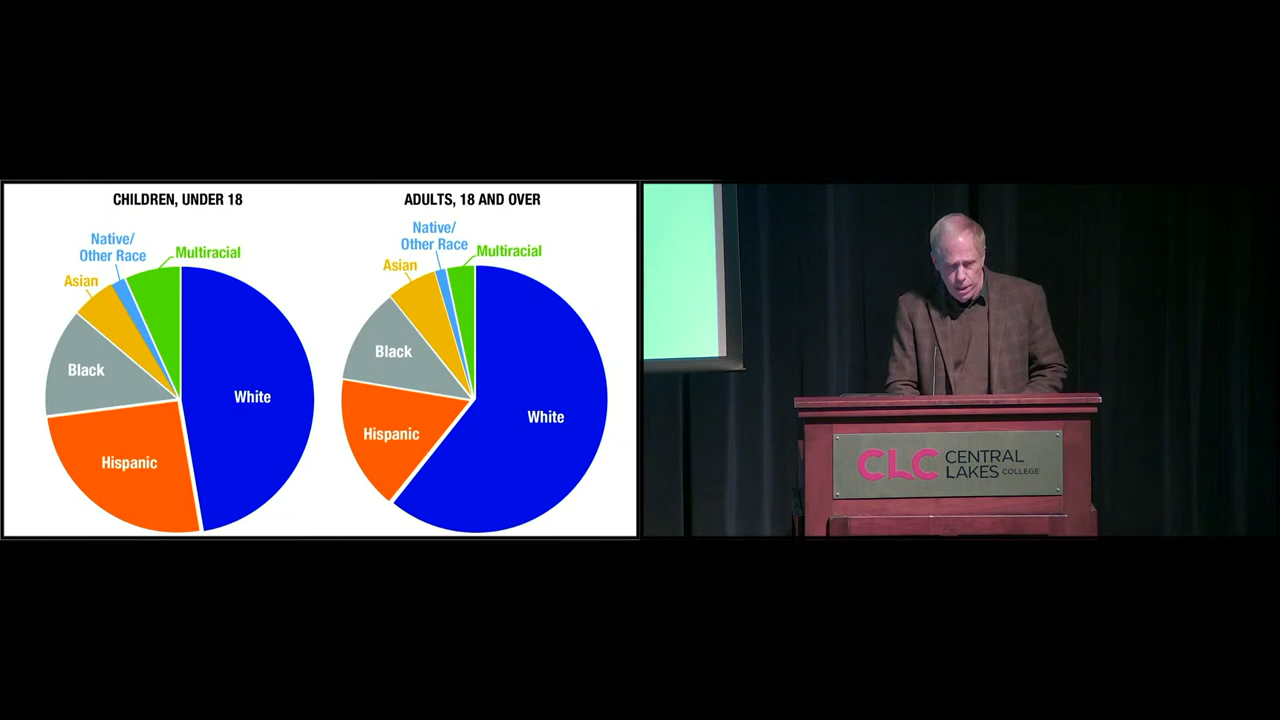 CHILDREN, UNDER 18
Native/
Other Race
Multiracial
Asian
Black
White
Hispanic
ADULTS, 18 AND OVER
Native/
Other Race
Multiracial
Asian
Black
White
Hispanic
CLC CENTRAL
LAKES COLLEGE